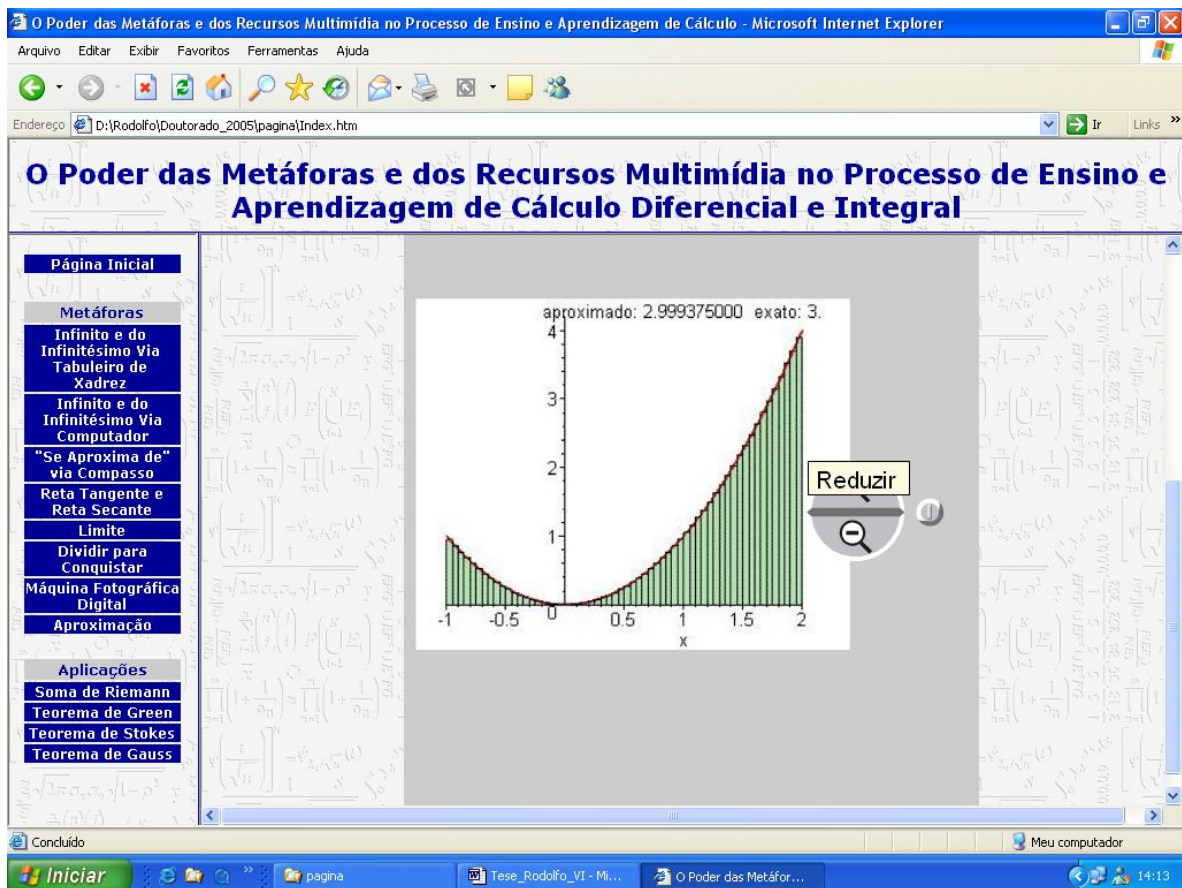 O Poder das Metáforas e dos Recursos Multimídia no Processo de Ensino e Aprendizagem de Cálculo - Microsoft Internet Explorer
Arquivo Editar Exibir Favoritos Ferramentas Ajuda
Endereço D:\Rodolfo\Doutorado_2005\pagina\Index.htm Ir Links »
O Poder das Metáforas e dos Recursos Multimídia no Processo de Ensino e
Aprendizagem de Cálculo Diferencial e Integral
Página Inicial
Metáforas
Infinito e do
Infinitésimo Via
Tabuleiro de
Xadrez
Infinito e do
Infinitésimo Via
Computador
"Se Aproxima de"
via Compasso
Reta Tangente e
Reta Secante
Limite
Dividir para
Conquistar
Máquina Fotográfica
Digital
Aproximação
Aplicações
Soma de Riemann
Teorema de Green
Teorema de Stokes
Teorema de Gauss
aproximado: 2.999375000 exato: 3.
4
3
2
1
-1 -0.5 0 0.5 1 1.5 2
x
Reduzir
Concluído Meu computador
Iniciar » pagina Tese_Rodolfo_VI - Mi... O Poder das Metáfor... 14:13